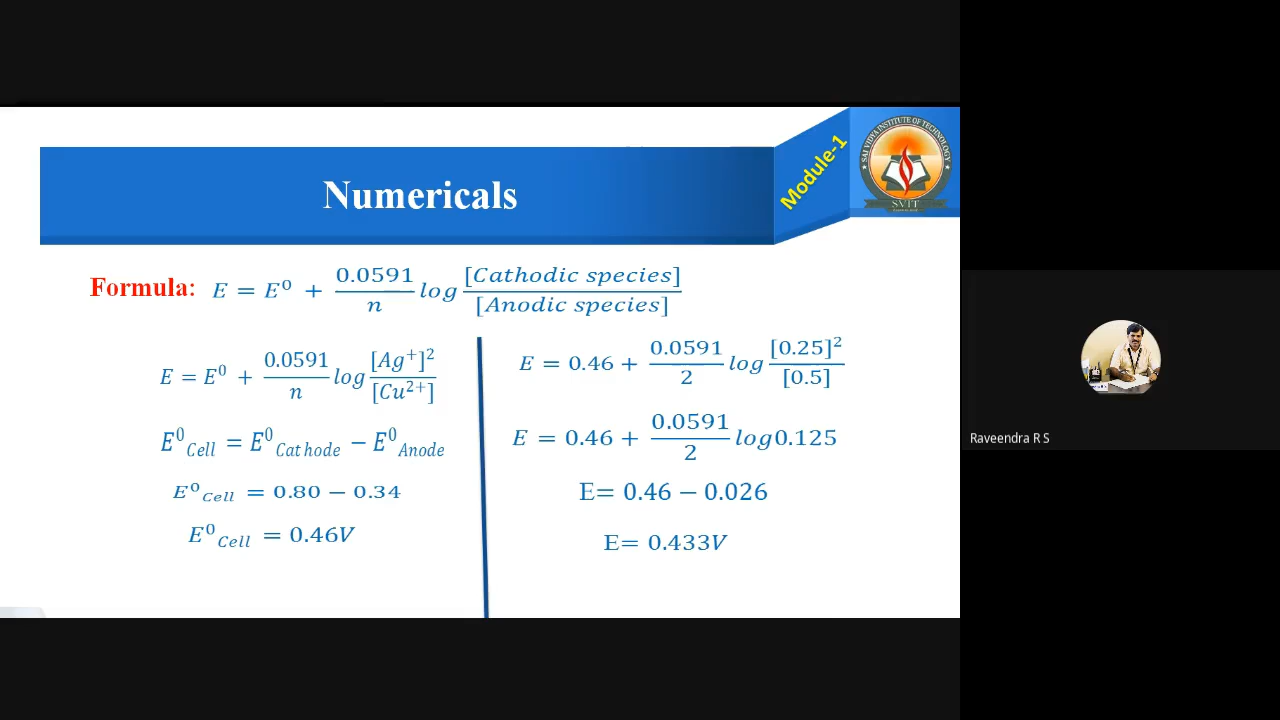 Numericals
Module-1
SAI VIDYA INSTITUTE OF TECHNOLOGY
SVIT
Formula: E = E⁰ + 0.0591/n log [Cathodic species]/[Anodic species]
E = E⁰ + 0.0591/n log [Ag⁺]²/[Cu²⁺]
E⁰Cell = E⁰Cathode − E⁰Anode
E⁰Cell = 0.80 − 0.34
E⁰Cell = 0.46V
E = 0.46 + 0.0591/2 log [0.25]²/[0.5]
E = 0.46 + 0.0591/2 log0.125
E= 0.46 − 0.026
E= 0.433V
Raveendra R S